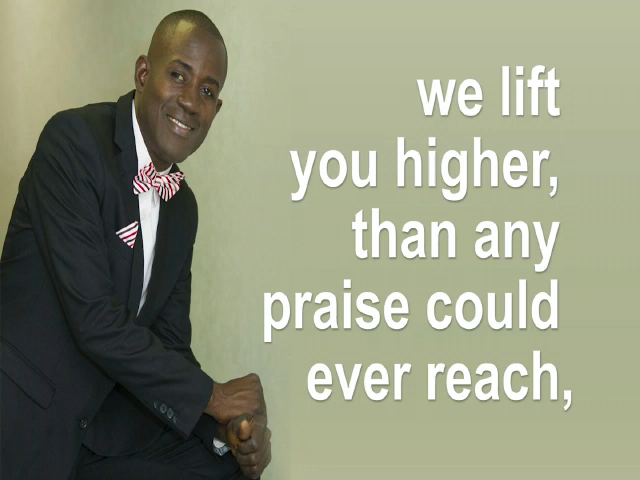 we lift
you higher,
than any
praise could
ever reach,